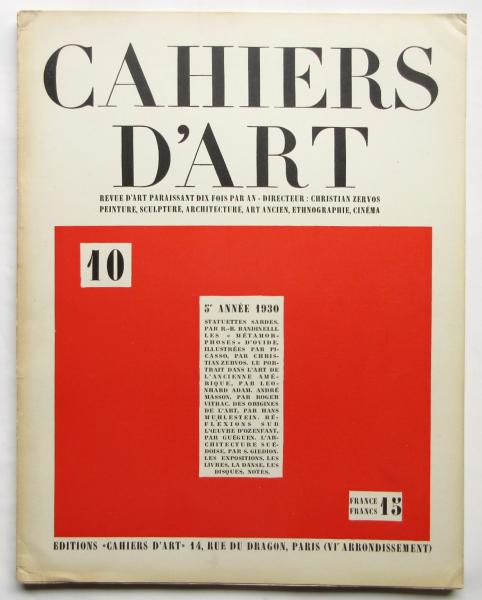 CAHIERS
D'ART
REVUE D'ART PARAISSANT DIX FOIS PAR AN - DIRECTEUR : CHRISTIAN ZERVOS
PEINTURE, SCULPTURE, ARCHITECTURE, ART ANCIEN, ETHNOGRAPHIE, CINÉMA
10
5e ANNÉE 1930
STATUETTES SARDES,
PAR R.-B. BANDINELLI.
LES « MÉTAMOR-
PHOSES » D'OVIDE,
ILLUSTRÉES PAR PI-
CASSO, PAR CHRIS-
TIAN ZERVOS. LE POR-
TRAIT DANS L'ART DE
L'ANCIENNE AMÉ-
RIQUE, PAR LEO-
NHARD ADAM. ANDRÉ
MASSON, PAR ROGER
VITRAC. DES ORIGINES
DE L'ART, PAR HANS
MUHLESTEIN. RÉ-
FLEXIONS SUR
L'ŒUVRE D'OZENFANT,
PAR GUÉGUEN. L'AR-
CHITECTURE SUÉ-
DOISE, PAR S. GIEDION.
LES EXPOSITIONS, LES
LIVRES, LA DANSE, LES
DISQUES, NOTES.
FRANCE
FRANCS 15
EDITIONS «CAHIERS D'ART» 14, RUE DU DRAGON, PARIS (VIe ARRONDISSEMENT)